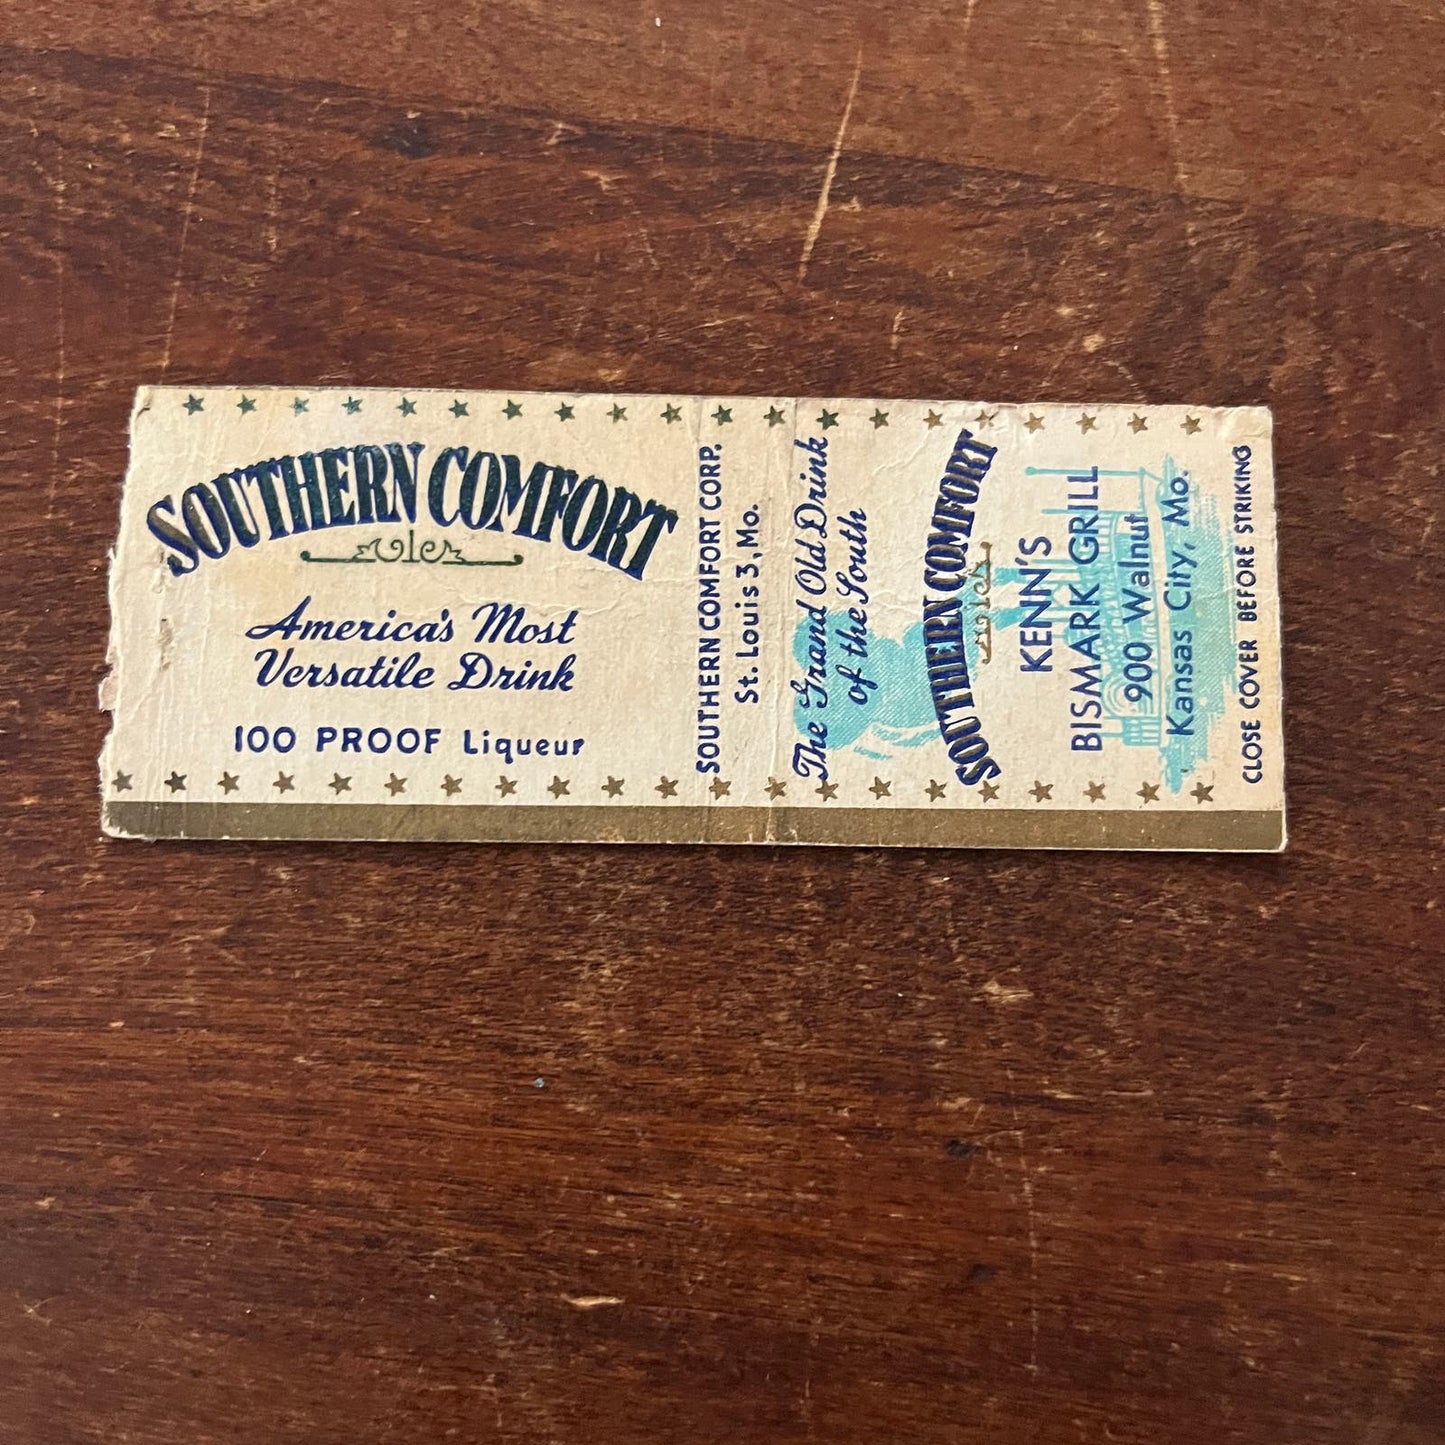 SOUTHERN COMFORT
America's Most
Versatile Drink
100 PROOF Liqueur
SOUTHERN COMFORT CORP.
St. Louis 3, Mo.
The Grand Old Drink
of the South
SOUTHERN COMFORT
KENN'S
BISMARK GRILL
900 Walnut
Kansas City, Mo.
CLOSE COVER BEFORE STRIKING